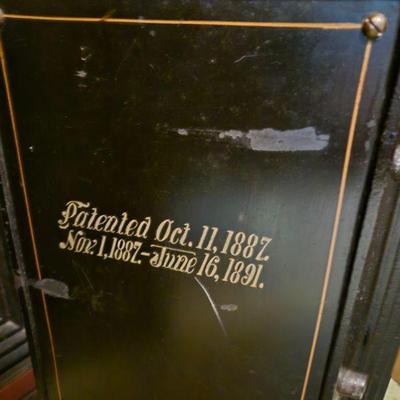 Patented Oct. 11, 1887.
Nov. 1, 1887.-June 16, 1891.